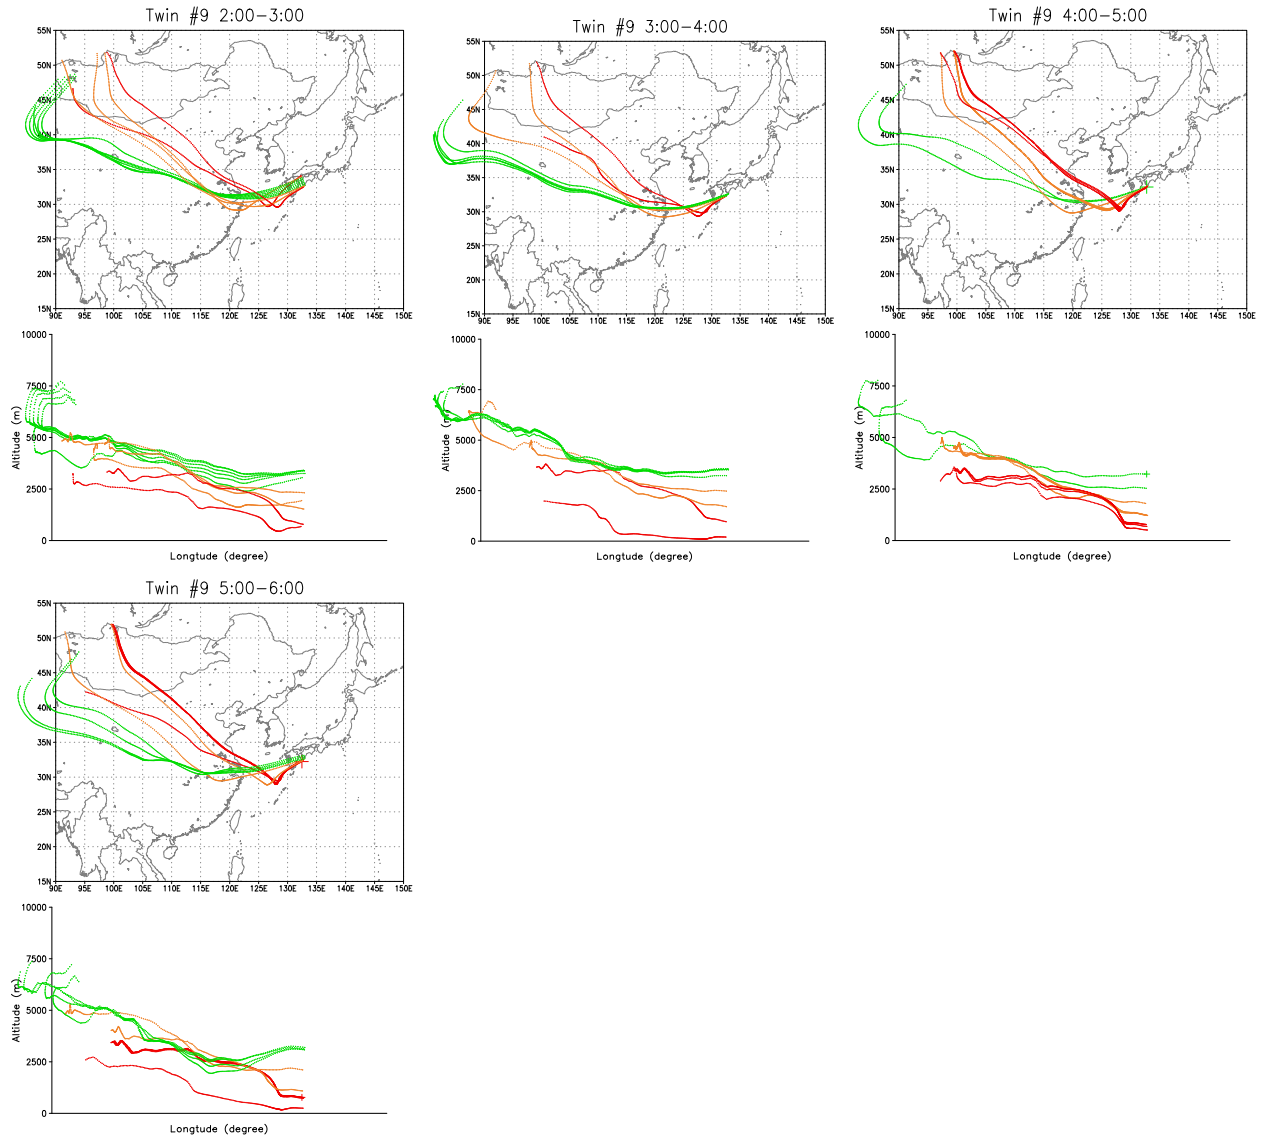 Twin #9 2:00-3:00
55N
50N
45N
40N
35N
30N
25N
20N
15N
90E 95E 100E 105E 110E 115E 120E 125E 130E 135E 140E 145E 150E
10000
7500
5000
2500
0
Altitude (m)
Longtude (degree)
Twin #9 3:00-4:00
55N
50N
45N
40N
35N
30N
25N
20N
15N
90E 95E 100E 105E 110E 115E 120E 125E 130E 135E 140E 145E 150E
10000
7500
5000
2500
0
Altitude (m)
Longtude (degree)
Twin #9 4:00-5:00
55N
50N
45N
40N
35N
30N
25N
20N
15N
90E 95E 100E 105E 110E 115E 120E 125E 130E 135E 140E 145E 150E
10000
7500
5000
2500
0
Altitude (m)
Longtude (degree)
Twin #9 5:00-6:00
55N
50N
45N
40N
35N
30N
25N
20N
15N
90E 95E 100E 105E 110E 115E 120E 125E 130E 135E 140E 145E 150E
10000
7500
5000
2500
0
Altitude (m)
Longtude (degree)